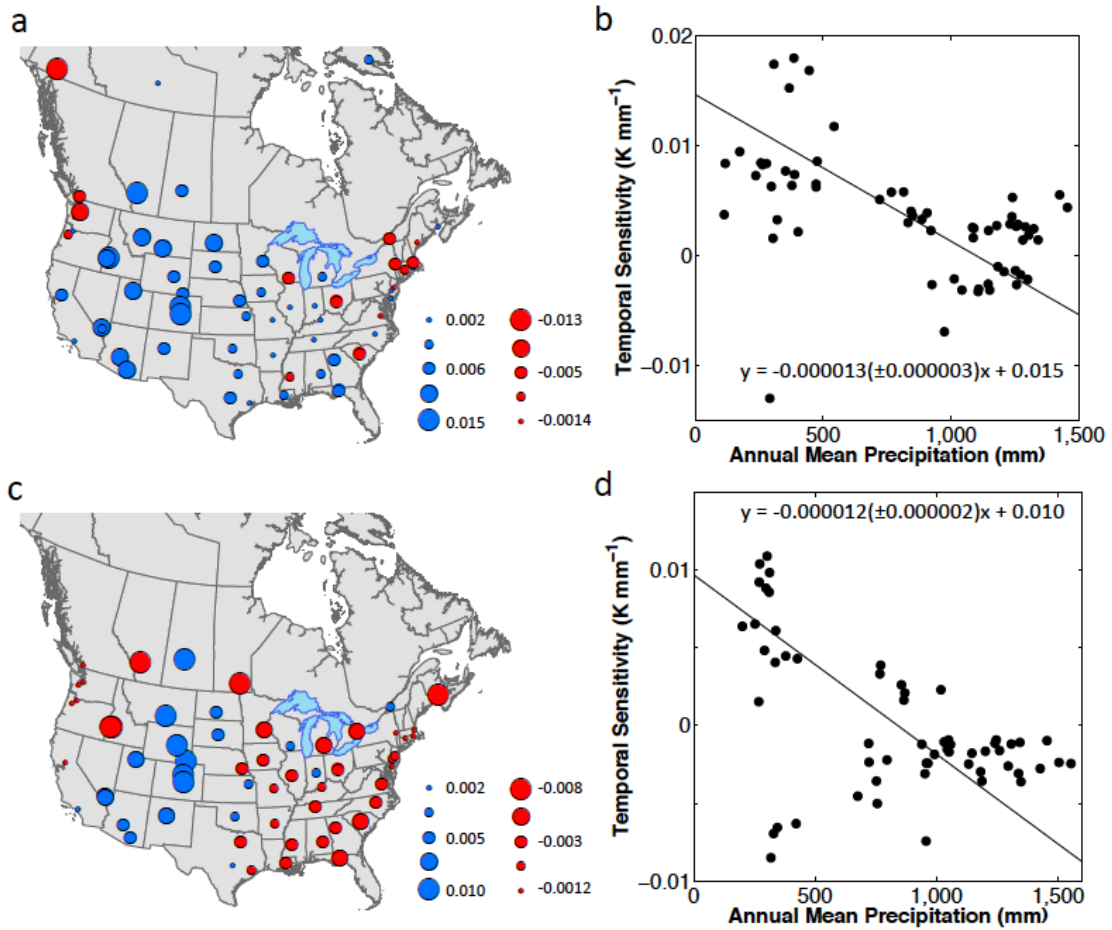 a
0.002
0.006
0.015
-0.013
-0.005
-0.0014
b
0.02
0.01
0
−0.01
Temporal Sensitivity (K mm⁻¹)
y = -0.000013(±0.000003)x + 0.015
0
500
1,000
1,500
Annual Mean Precipitation (mm)
c
0.002
0.005
0.010
-0.008
-0.003
-0.0012
d
y = -0.000012(±0.000002)x + 0.010
0.01
0
−0.01
Temporal Sensitivity (K mm⁻¹)
0
500
1,000
1,500
Annual Mean Precipitation (mm)